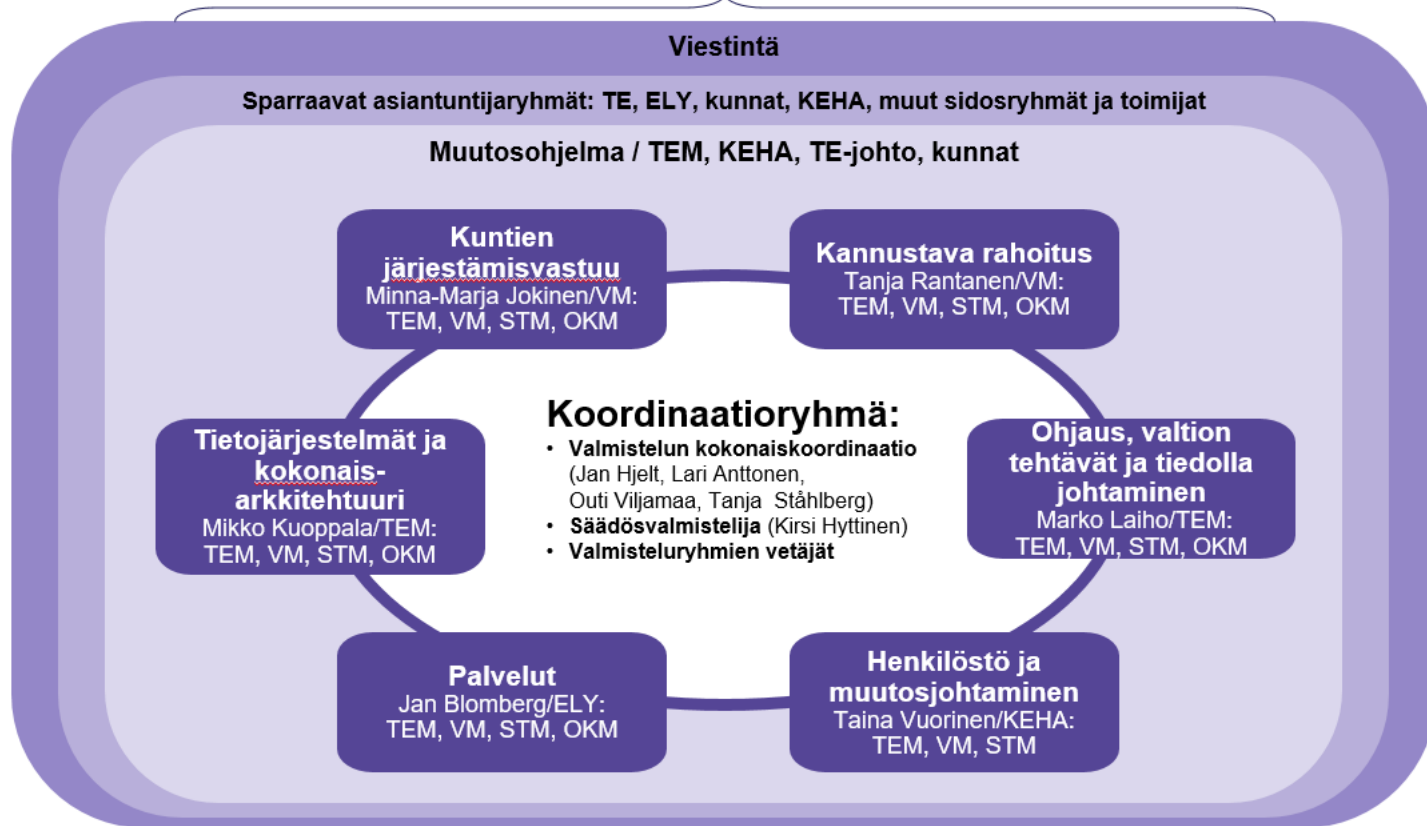 Viestintä
Sparraavat asiantuntijaryhmät: TE, ELY, kunnat, KEHA, muut sidosryhmät ja toimijat
Muutosohjelma / TEM, KEHA, TE-johto, kunnat
Kuntien
järjestämisvastuu
Minna-Marja Jokinen/VM:
TEM, VM, STM, OKM
Kannustava rahoitus
Tanja Rantanen/VM:
TEM, VM, STM, OKM
Tietojärjestelmät ja
kokonais-
arkkitehtuuri
Mikko Kuoppala/TEM:
TEM, VM, STM, OKM
Koordinaatioryhmä:
• Valmistelun kokonaiskoordinaatio
(Jan Hjelt, Lari Anttonen,
Outi Viljamaa, Tanja Ståhlberg)
• Säädösvalmistelija (Kirsi Hyttinen)
• Valmisteluryhmien vetäjät
Ohjaus, valtion
tehtävät ja tiedolla
johtaminen
Marko Laiho/TEM:
TEM, VM, STM, OKM
Palvelut
Jan Blomberg/ELY:
TEM, VM, STM, OKM
Henkilöstö ja
muutosjohtaminen
Taina Vuorinen/KEHA:
TEM, VM, STM